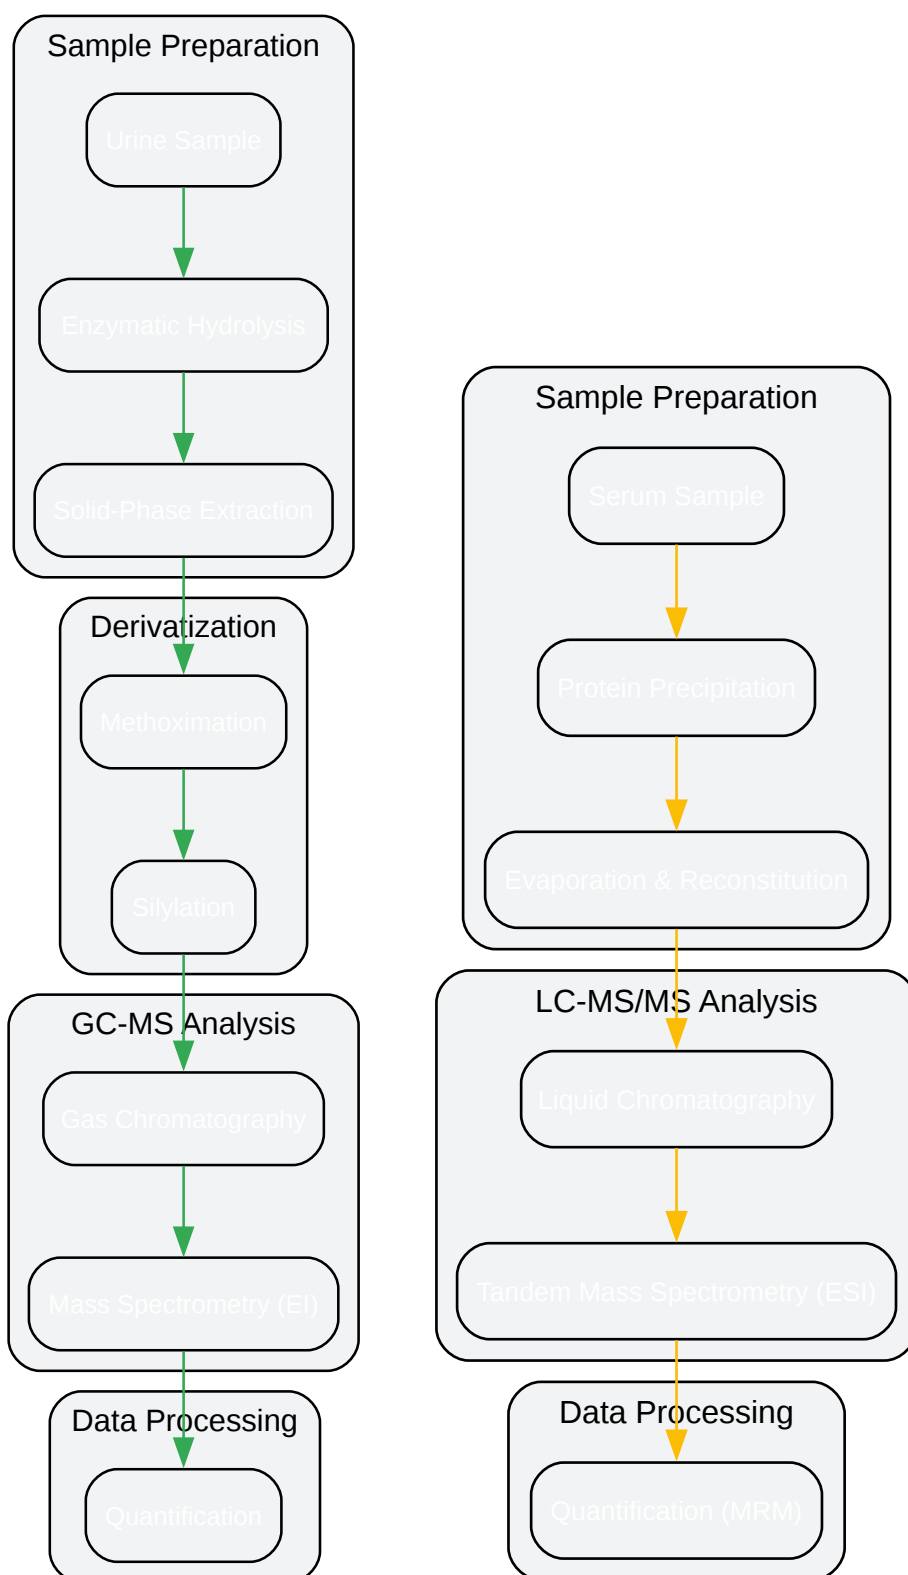 Sample Preparation
Urine Sample
Enzymatic Hydrolysis
Solid-Phase Extraction
Derivatization
Methoximation
Silylation
GC-MS Analysis
Gas Chromatography
Mass Spectrometry (EI)
Data Processing
Quantification
Sample Preparation
Serum Sample
Protein Precipitation
Evaporation & Reconstitution
LC-MS/MS Analysis
Liquid Chromatography
Tandem Mass Spectrometry (ESI)
Data Processing
Quantification (MRM)